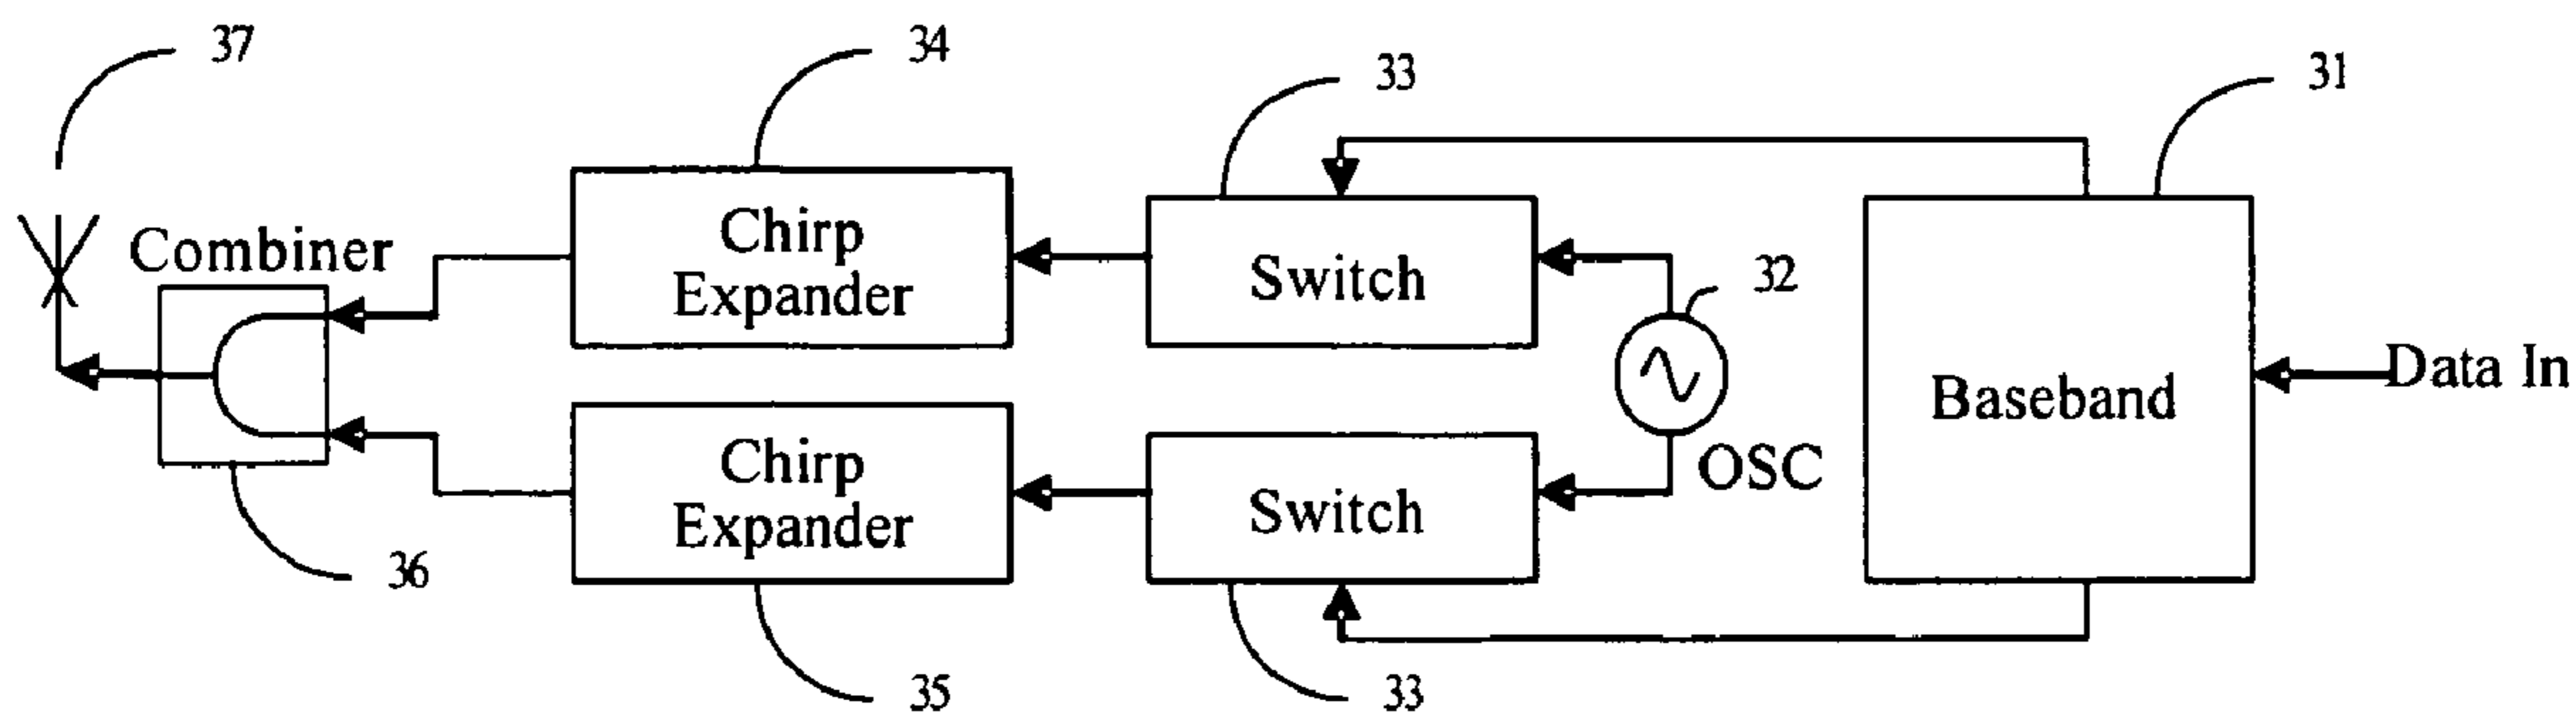 37
34
33
31
Combiner
Chirp
Expander
Switch
32
Baseband
Data In
OSC
Chirp
Expander
Switch
36
35
33